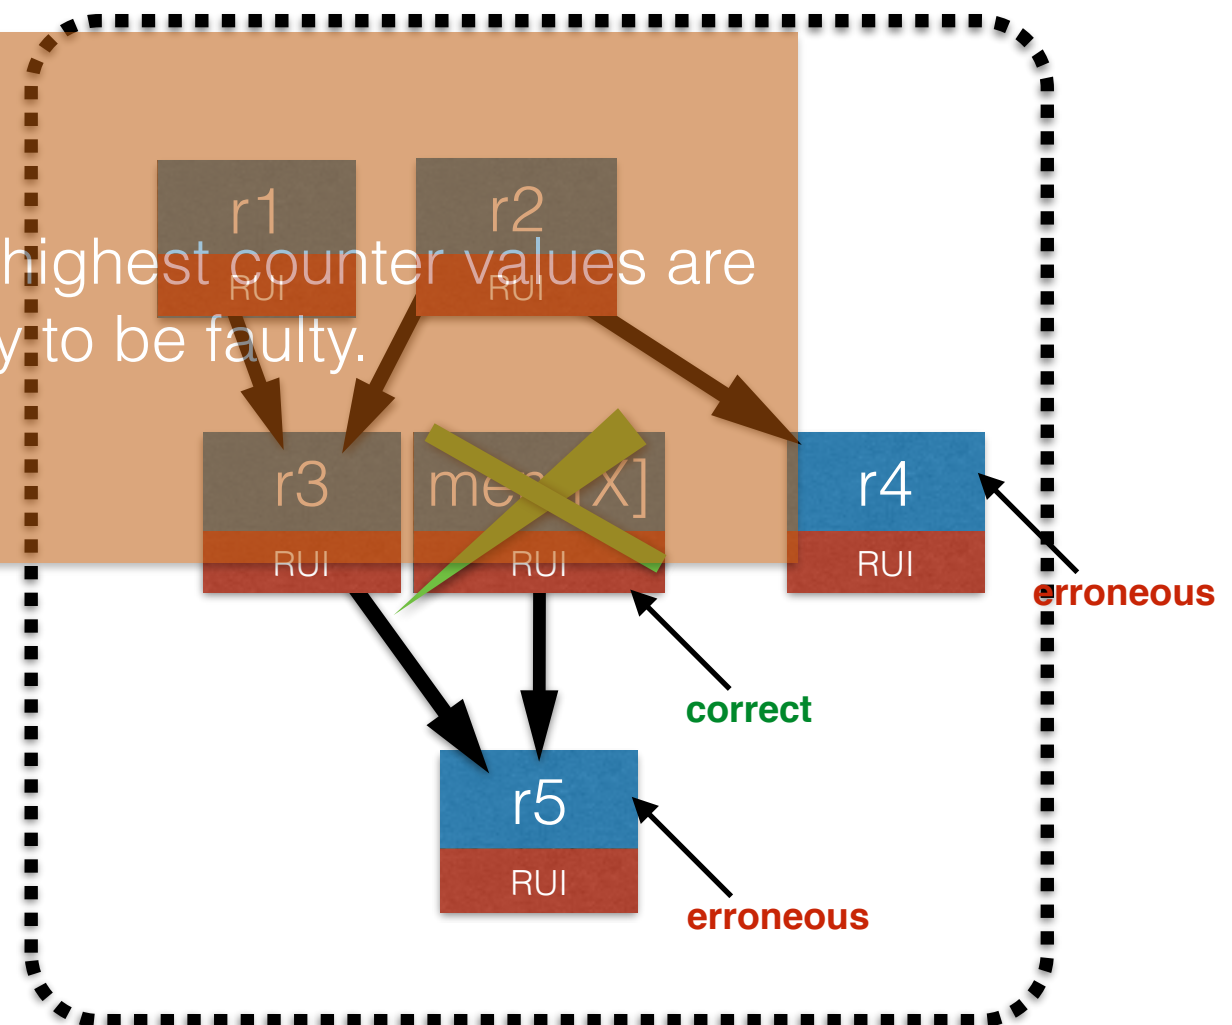 r1
r2
highest counter values are
RUI
RUI
y to be faulty.
r3
mem[X]
r4
RUI
RUI
RUI
erroneous
correct
r5
RUI
erroneous